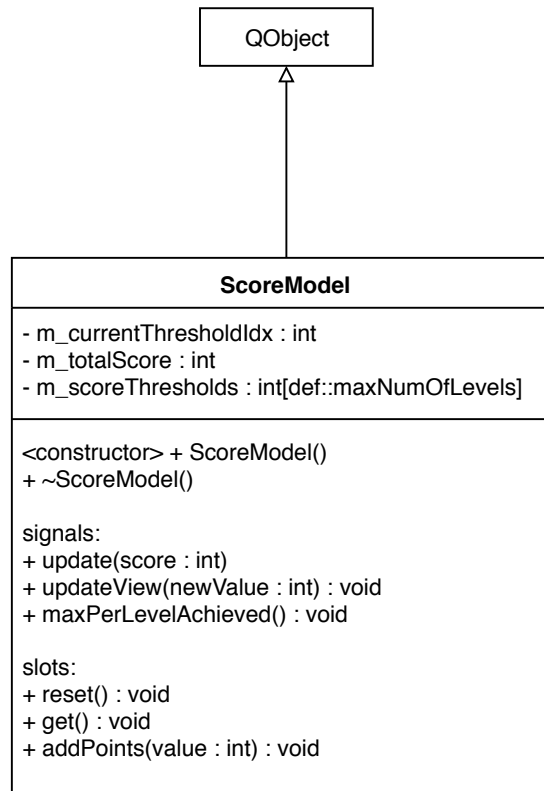 QObject
ScoreModel
- m_currentThresholdIdx : int
- m_totalScore : int
- m_scoreThresholds : int[def::maxNumOfLevels]
<constructor> + ScoreModel()
+ ~ScoreModel()
signals:
+ update(score : int)
+ updateView(newValue : int) : void
+ maxPerLevelAchieved() : void
slots:
+ reset() : void
+ get() : void
+ addPoints(value : int) : void